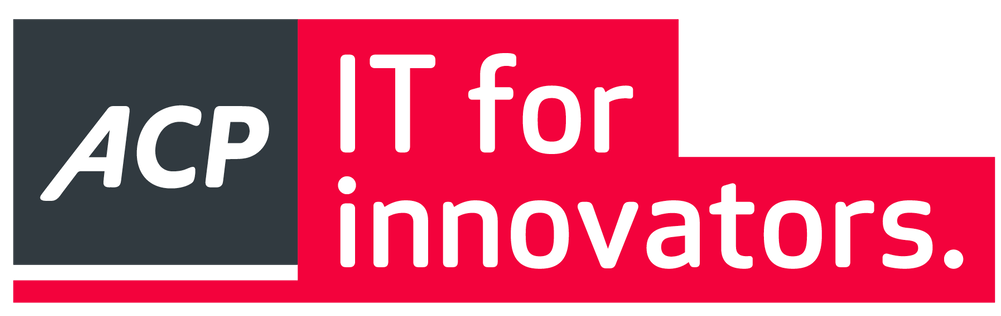 ACP
IT for
innovators.